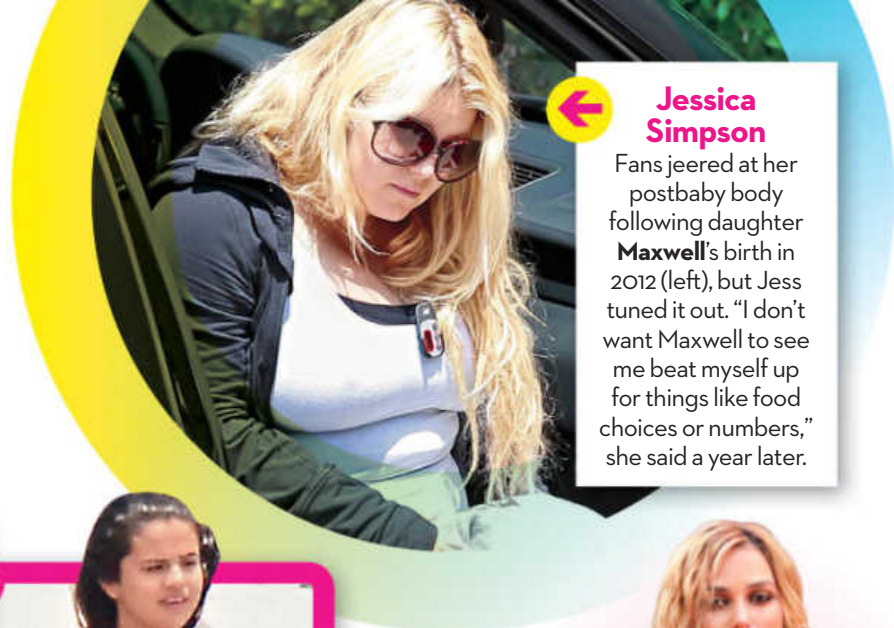 Jessica
Simpson
Fans jeered at her
postbaby body
following daughter
Maxwell's birth in
2012 (left), but Jess
tuned it out. “I don't
want Maxwell to see
me beat myself up
for things like food
choices or numbers,”
she said a year later.